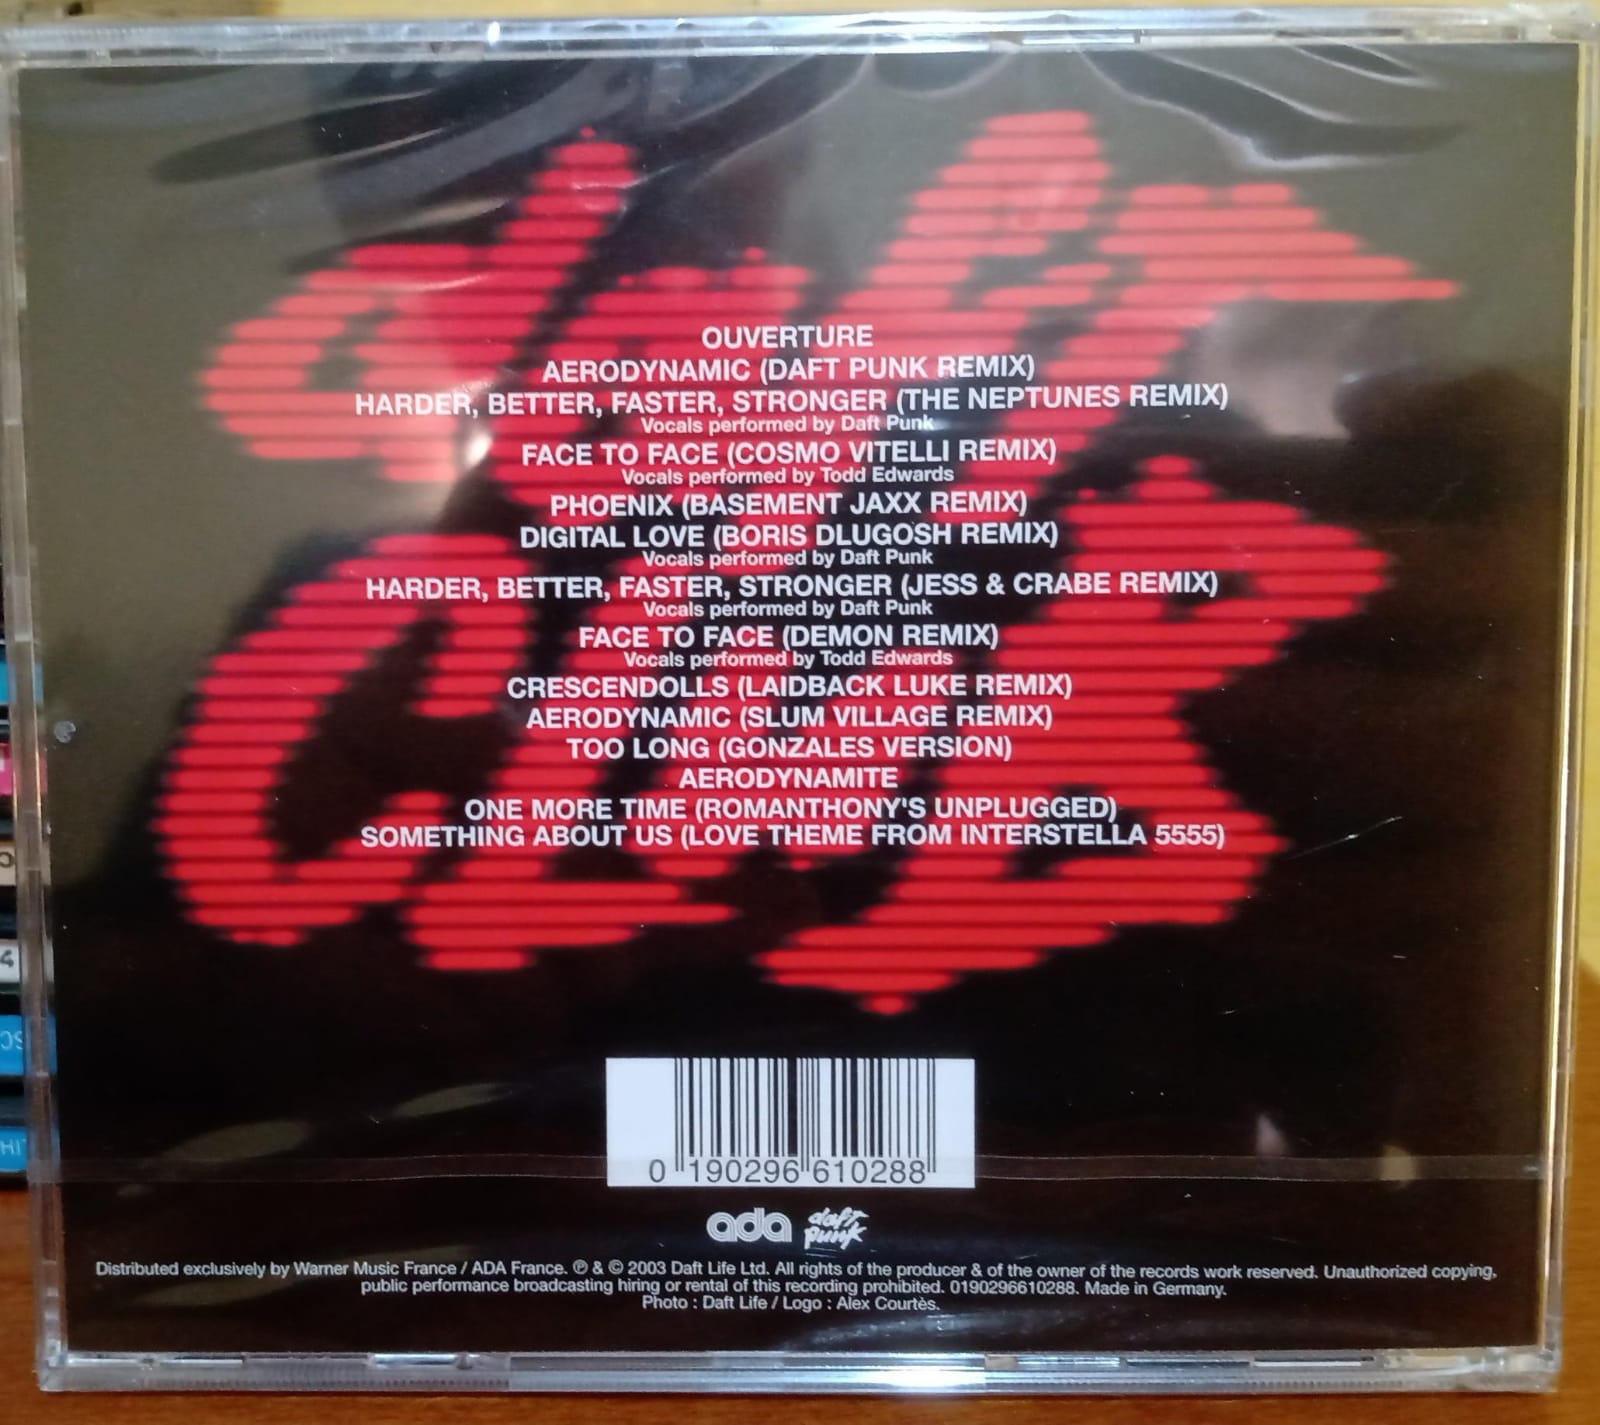 daft
club
OUVERTURE
AERODYNAMIC (DAFT PUNK REMIX)
HARDER, BETTER, FASTER, STRONGER (THE NEPTUNES REMIX)
Vocals performed by Daft Punk
FACE TO FACE (COSMO VITELLI REMIX)
Vocals performed by Todd Edwards
PHOENIX (BASEMENT JAXX REMIX)
DIGITAL LOVE (BORIS DLUGOSH REMIX)
Vocals performed by Daft Punk
HARDER, BETTER, FASTER, STRONGER (JESS & CRABE REMIX)
Vocals performed by Daft Punk
FACE TO FACE (DEMON REMIX)
Vocals performed by Todd Edwards
CRESCENDOLLS (LAIDBACK LUKE REMIX)
AERODYNAMIC (SLUM VILLAGE REMIX)
TOO LONG (GONZALES VERSION)
AERODYNAMITE
ONE MORE TIME (ROMANTHONY'S UNPLUGGED)
SOMETHING ABOUT US (LOVE THEME FROM INTERSTELLA 5555)
0 190296 610288
ada daft punk
Distributed exclusively by Warner Music France / ADA France. ℗ & © 2003 Daft Life Ltd. All rights of the producer & of the owner of the records work reserved. Unauthorized copying,
public performance broadcasting hiring or rental of this recording prohibited. 0190296610288. Made in Germany.
Photo : Daft Life / Logo : Alex Courtès.